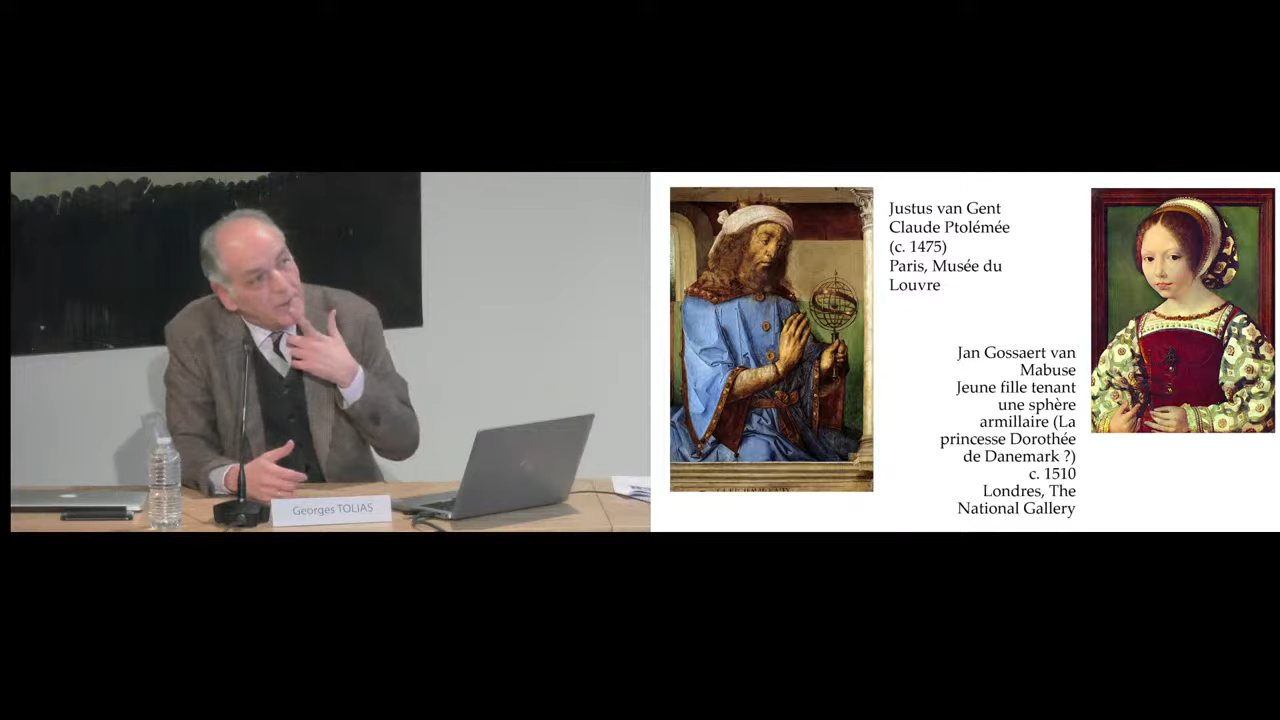 Georges TOLIAS
Justus van Gent
Claude Ptolémée
(c. 1475)
Paris, Musée du
Louvre
Jan Gossaert van
Mabuse
Jeune fille tenant
une sphère
armillaire (La
princesse Dorothée
de Danemark ?)
c. 1510
Londres, The
National Gallery